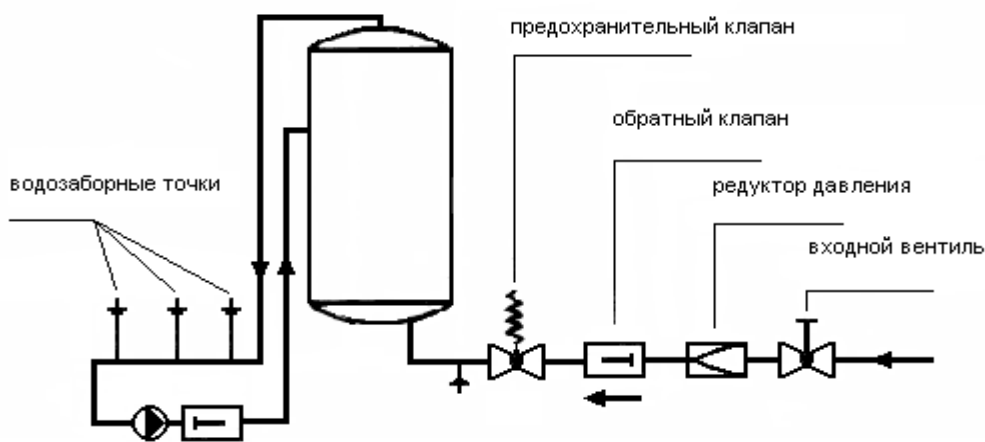 предохранительный клапан
обратный клапан
водозаборные точки
редуктор давления
входной вентиль